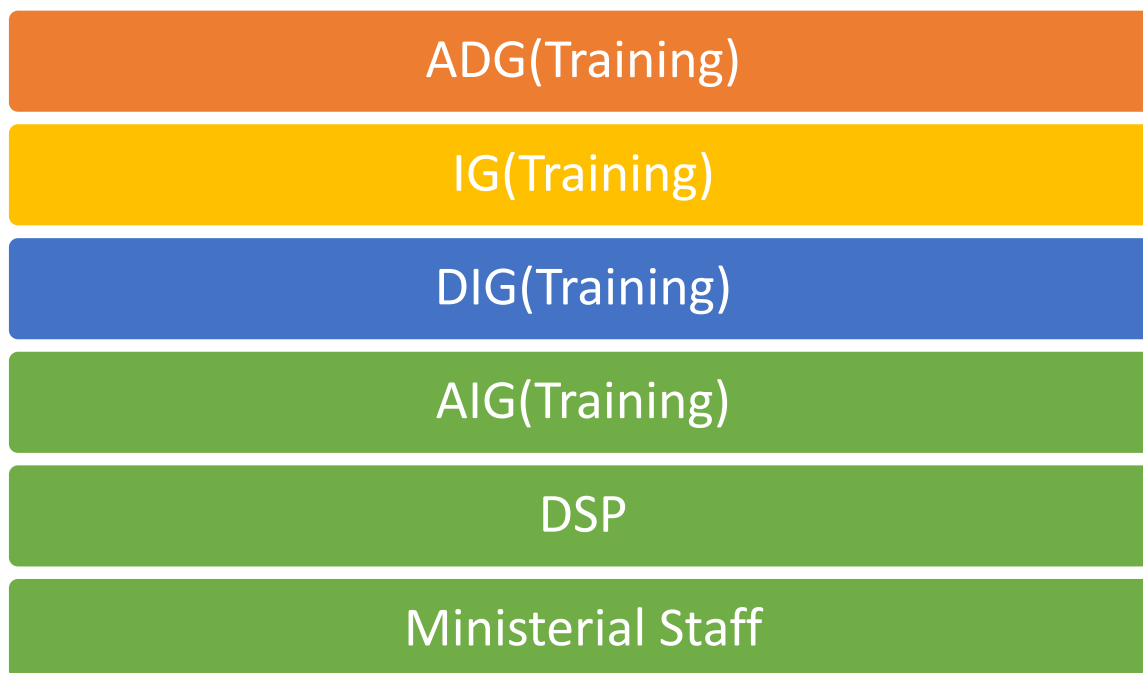 ADG(Training)
IG(Training)
DIG(Training)
AIG(Training)
DSP
Ministerial Staff